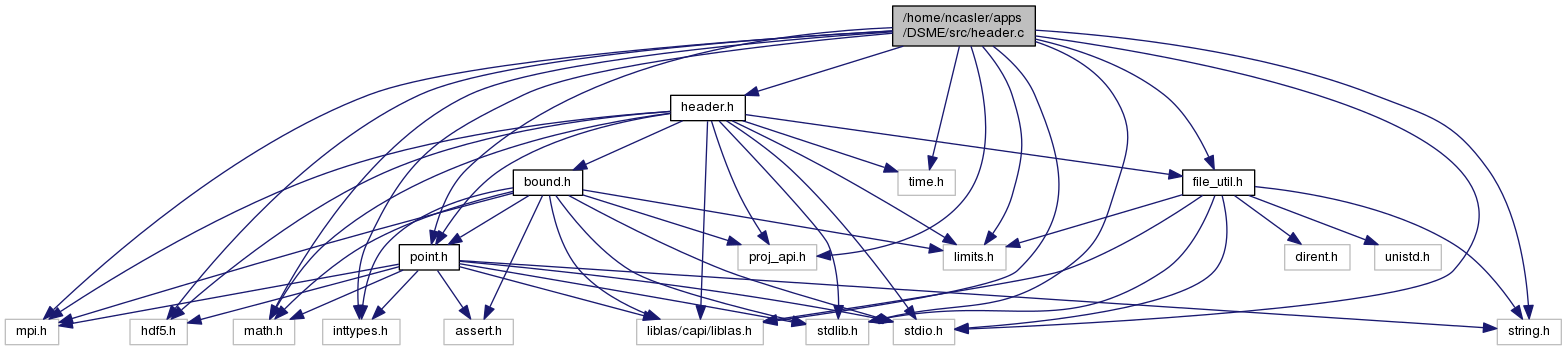 /home/ncasler/apps
/DSME/src/header.c
header.h
time.h
bound.h
file_util.h
point.h
proj_api.h
limits.h
dirent.h
unistd.h
mpi.h
hdf5.h
math.h
inttypes.h
assert.h
liblas/capi/liblas.h
stdlib.h
stdio.h
string.h